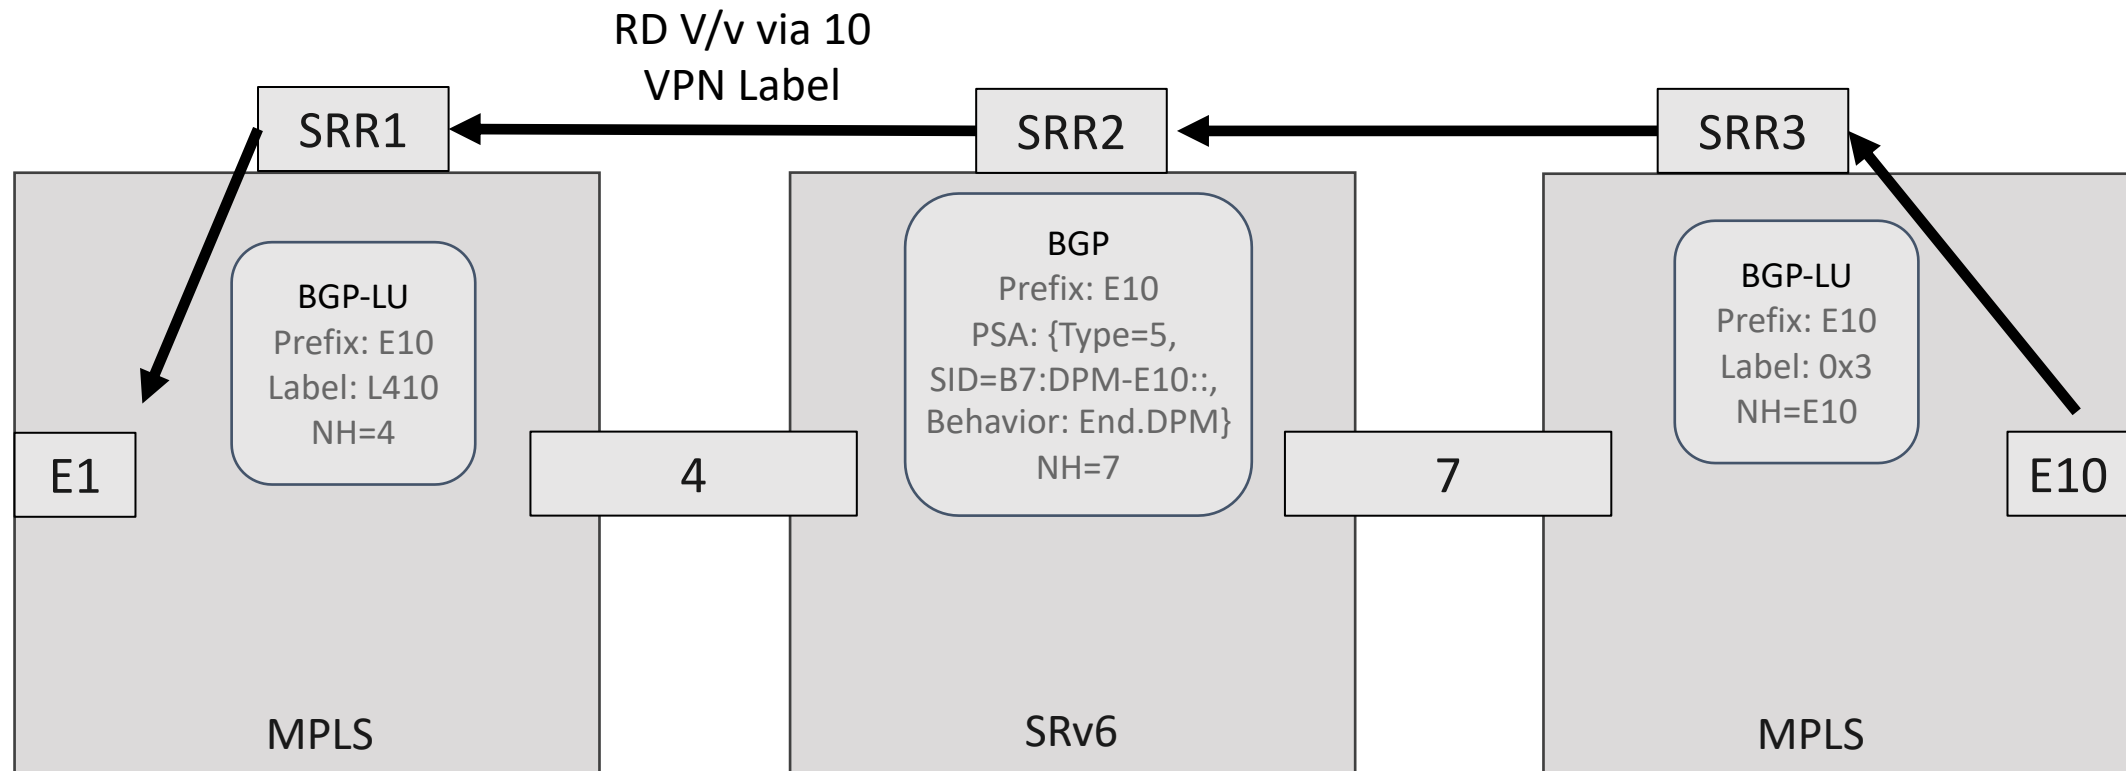 RD V/v via 10
VPN Label
SRR1
SRR2
SRR3
BGP-LU
Prefix: E10
Label: L410
NH=4
BGP
Prefix: E10
PSA: {Type=5,
SID=B7:DPM-E10::,
Behavior: End.DPM}
NH=7
BGP-LU
Prefix: E10
Label: 0x3
NH=E10
E1
4
7
E10
MPLS
SRv6
MPLS